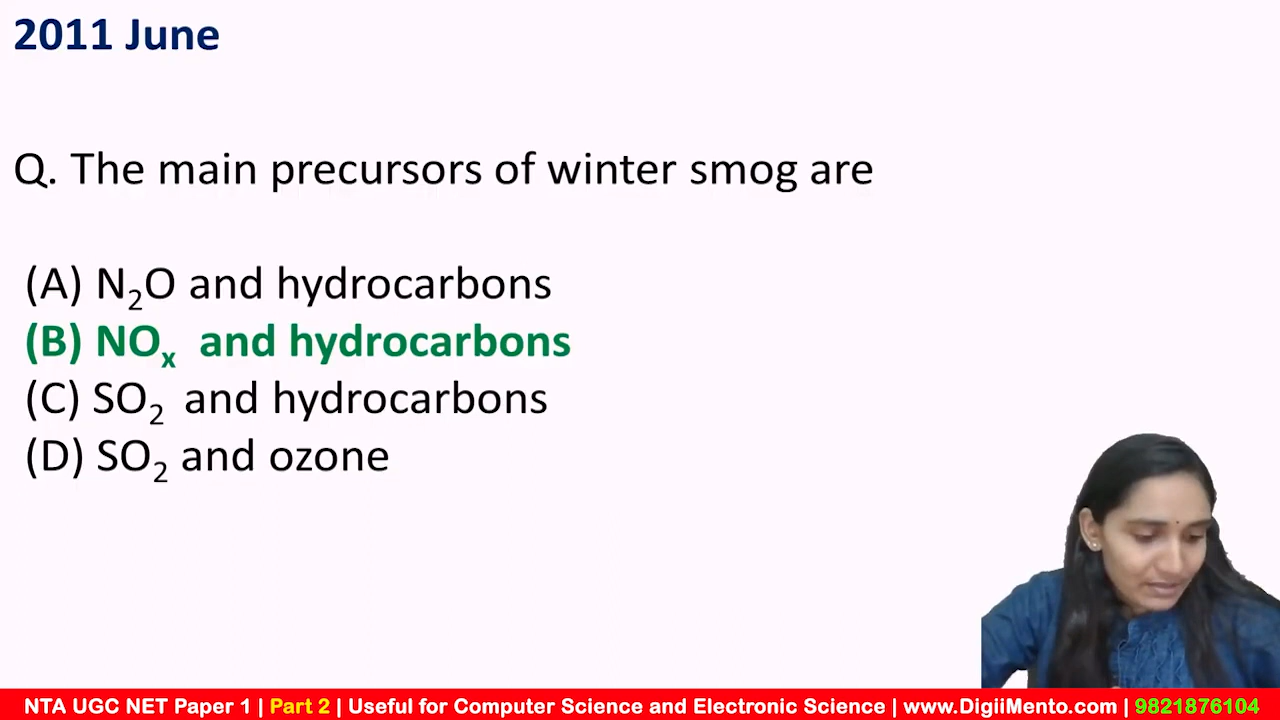 2011 June
Q. The main precursors of winter smog are
(A) N₂O and hydrocarbons
(B) NOₓ and hydrocarbons
(C) SO₂ and hydrocarbons
(D) SO₂ and ozone
NTA UGC NET Paper 1 | Part 2 | Useful for Computer Science and Electronic Science | www.DigiiMento.com | 9821876104